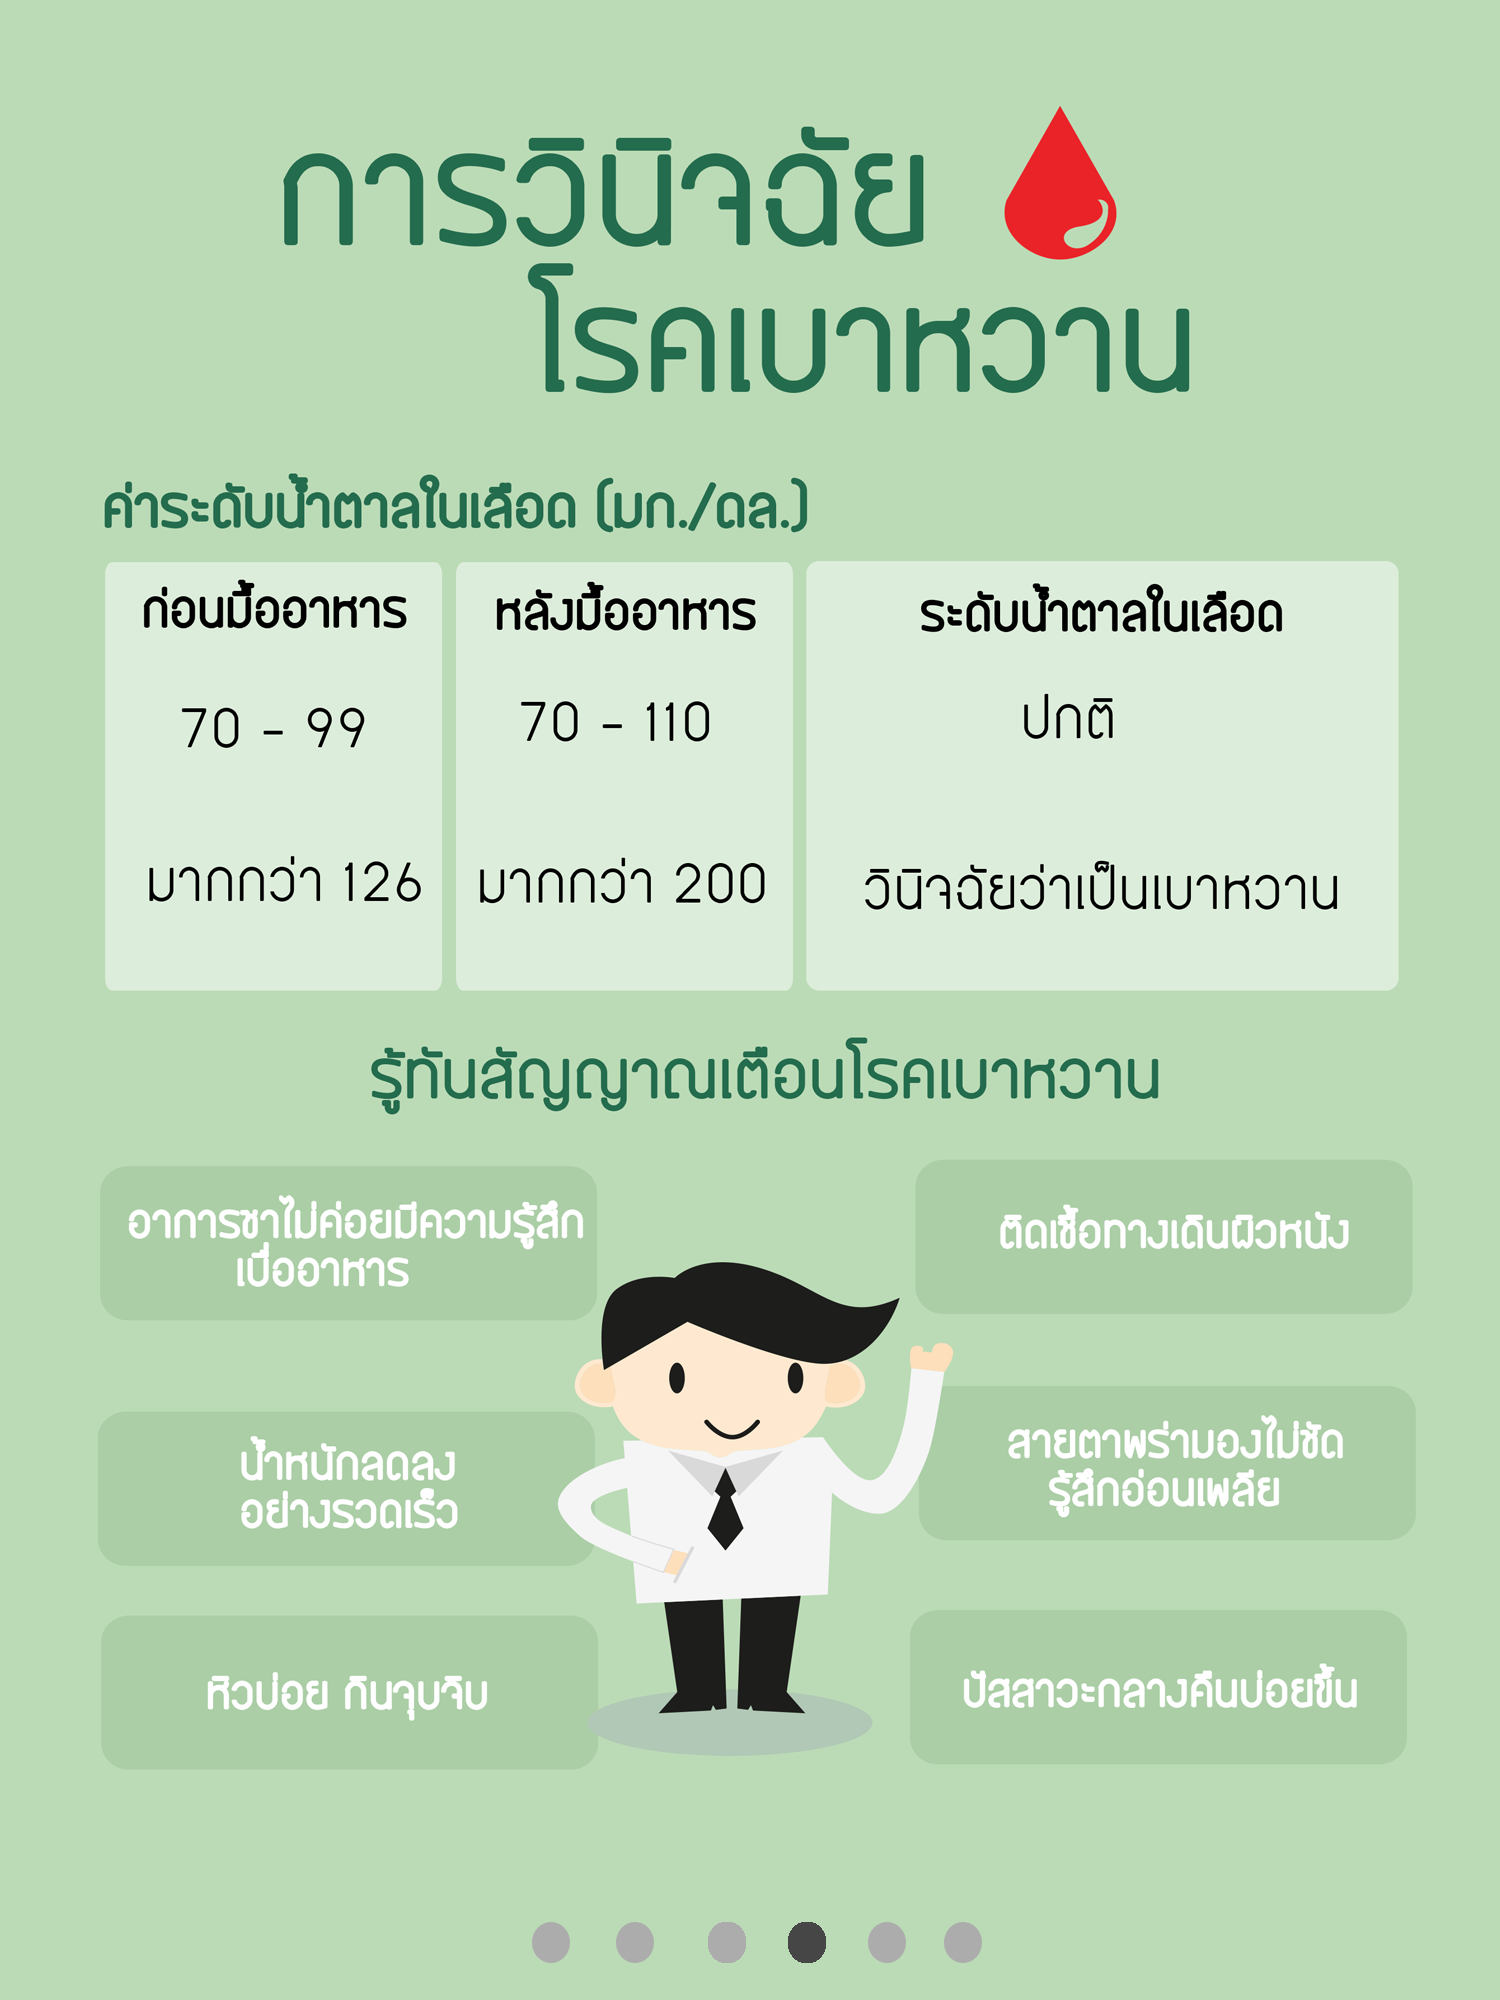 การวินิจฉัย
โรคเบาหวาน
ค่าระดับน้ำตาลในเลือด (มก./ดล.)
ก่อนมื้ออาหาร หลังมื้ออาหาร ระดับน้ำตาลในเลือด
70 - 99 70 - 110 ปกติ
มากกว่า 126 มากกว่า 200 วินิจฉัยว่าเป็นเบาหวาน
รู้ทันสัญญาณเตือนโรคเบาหวาน
อาการชาไม่ค่อยมีความรู้สึก
เบื่ออาหาร
ติดเชื้อทางเดินผิวหนัง
น้ำหนักลดลง
อย่างรวดเร็ว
สายตาพร่ามองไม่ชัด
รู้สึกอ่อนเพลีย
หิวบ่อย กินจุบจิบ
ปัสสาวะกลางคืนบ่อยขึ้น